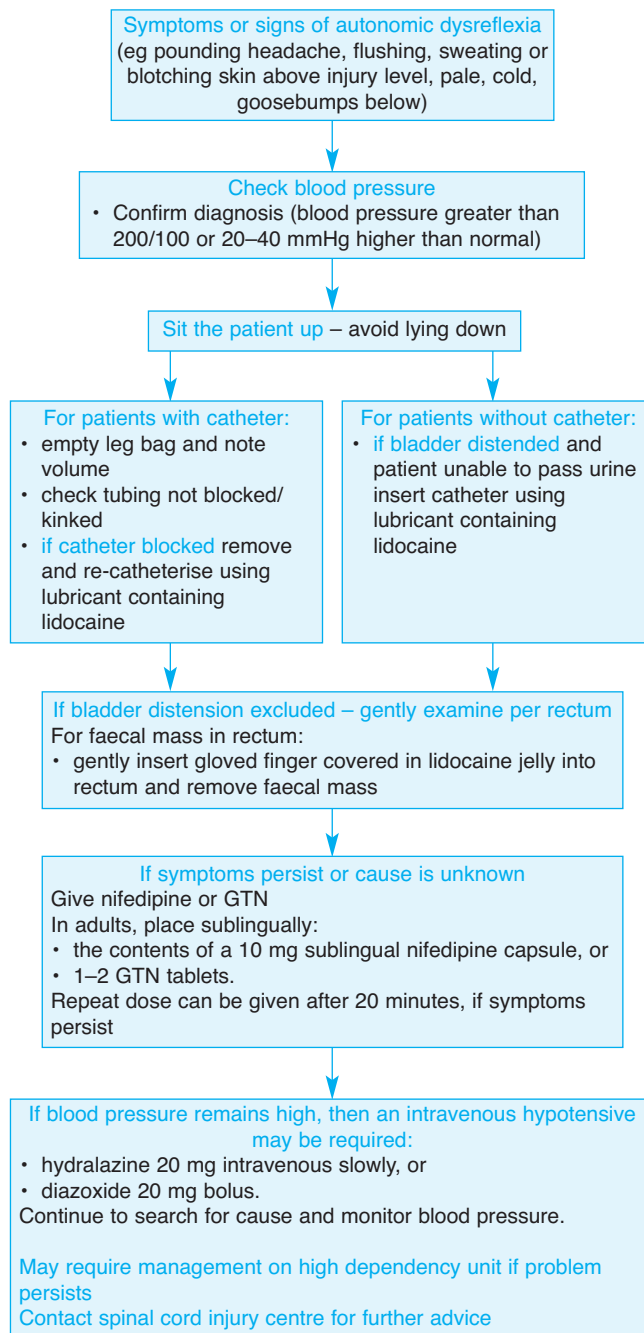 Symptoms or signs of autonomic dysreflexia
(eg pounding headache, flushing, sweating or
blotching skin above injury level, pale, cold,
goosebumps below)
Check blood pressure
• Confirm diagnosis (blood pressure greater than
200/100 or 20–40 mmHg higher than normal)
Sit the patient up – avoid lying down
For patients with catheter:
• empty leg bag and note
volume
• check tubing not blocked/
kinked
• if catheter blocked remove
and re-catheterise using
lubricant containing
lidocaine
For patients without catheter:
• if bladder distended and
patient unable to pass urine
insert catheter using
lubricant containing
lidocaine
If bladder distension excluded – gently examine per rectum
For faecal mass in rectum:
• gently insert gloved finger covered in lidocaine jelly into
rectum and remove faecal mass
If symptoms persist or cause is unknown
Give nifedipine or GTN
In adults, place sublingually:
• the contents of a 10 mg sublingual nifedipine capsule, or
• 1–2 GTN tablets.
Repeat dose can be given after 20 minutes, if symptoms
persist
If blood pressure remains high, then an intravenous hypotensive
may be required:
• hydralazine 20 mg intravenous slowly, or
• diazoxide 20 mg bolus.
Continue to search for cause and monitor blood pressure.
May require management on high dependency unit if problem
persists
Contact spinal cord injury centre for further advice